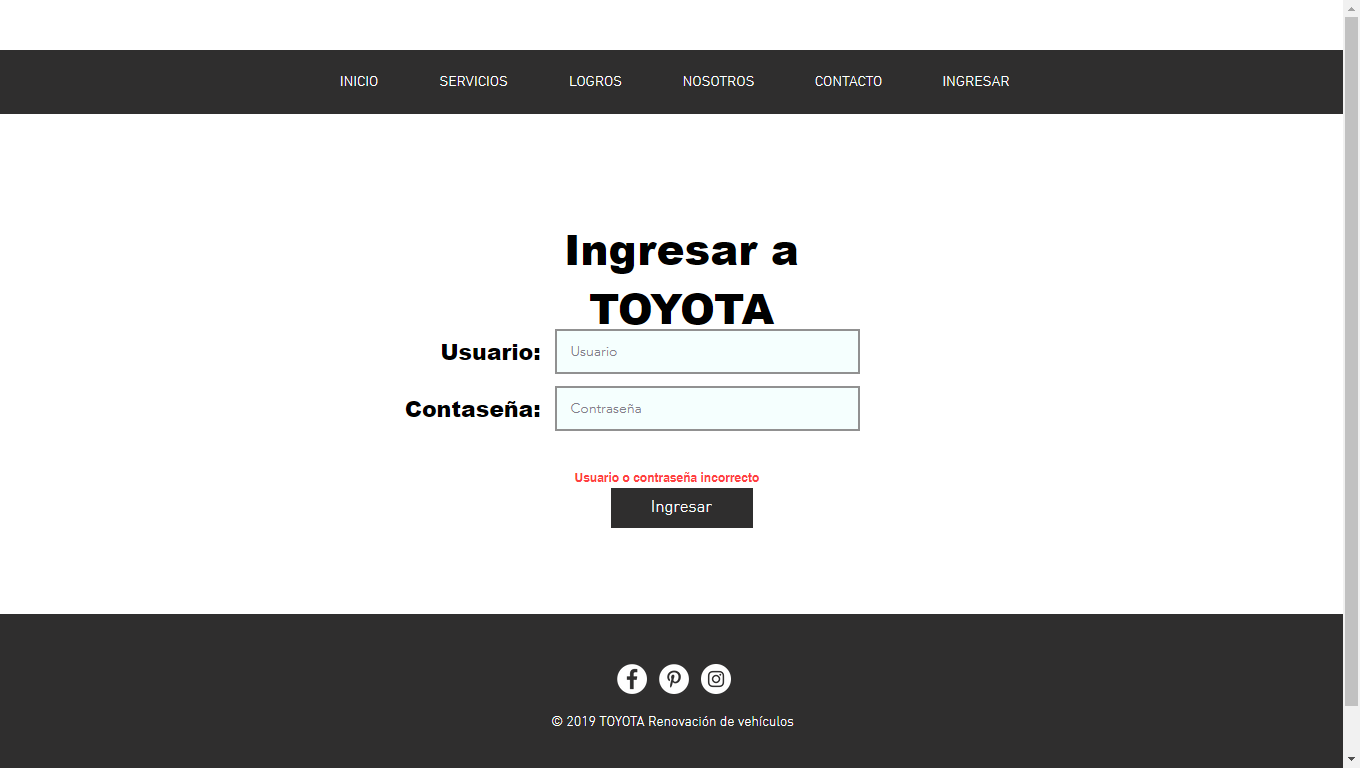 INICIO SERVICIOS LOGROS NOSOTROS CONTACTO INGRESAR
Ingresar a
TOYOTA
Usuario: Usuario
Contaseña: Contraseña
Usuario o contraseña incorrecto
Ingresar
© 2019 TOYOTA Renovación de vehículos